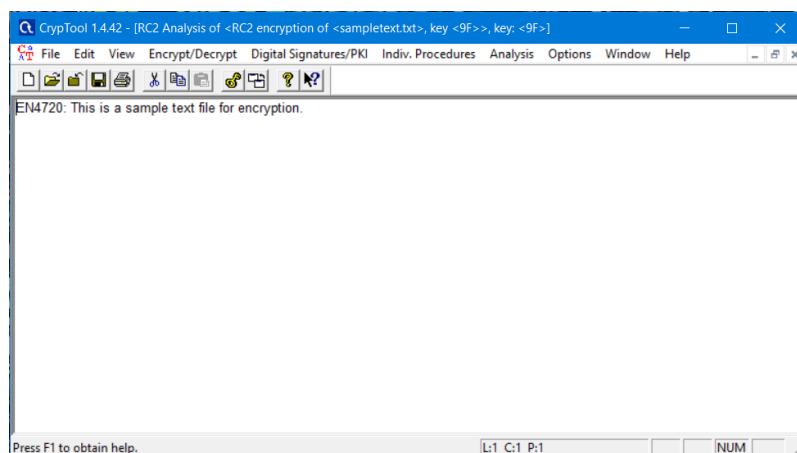 CrypTool 1.4.42 - [RC2 Analysis of <RC2 encryption of <sampletext.txt>, key <9F>>, key: <9F>]
File Edit View Encrypt/Decrypt Digital Signatures/PKI Indiv. Procedures Analysis Options Window Help
EN4720: This is a sample text file for encryption.
Press F1 to obtain help. L:1 C:1 P:1 NUM